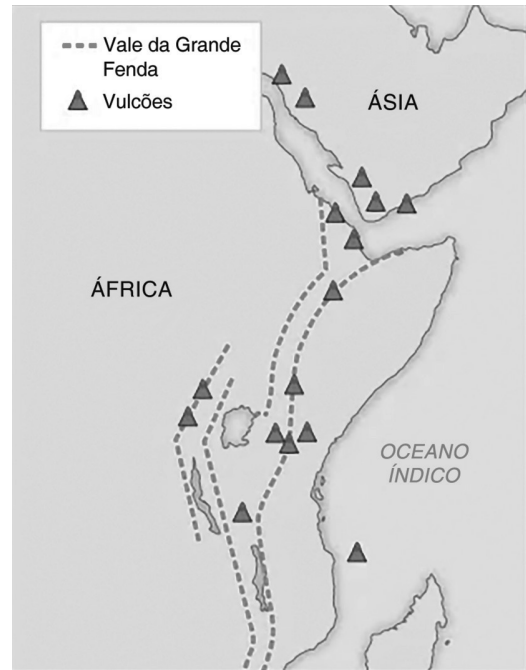 Vale da Grande
Fenda
Vulcões
ÁSIA
ÁFRICA
OCEANO
ÍNDICO